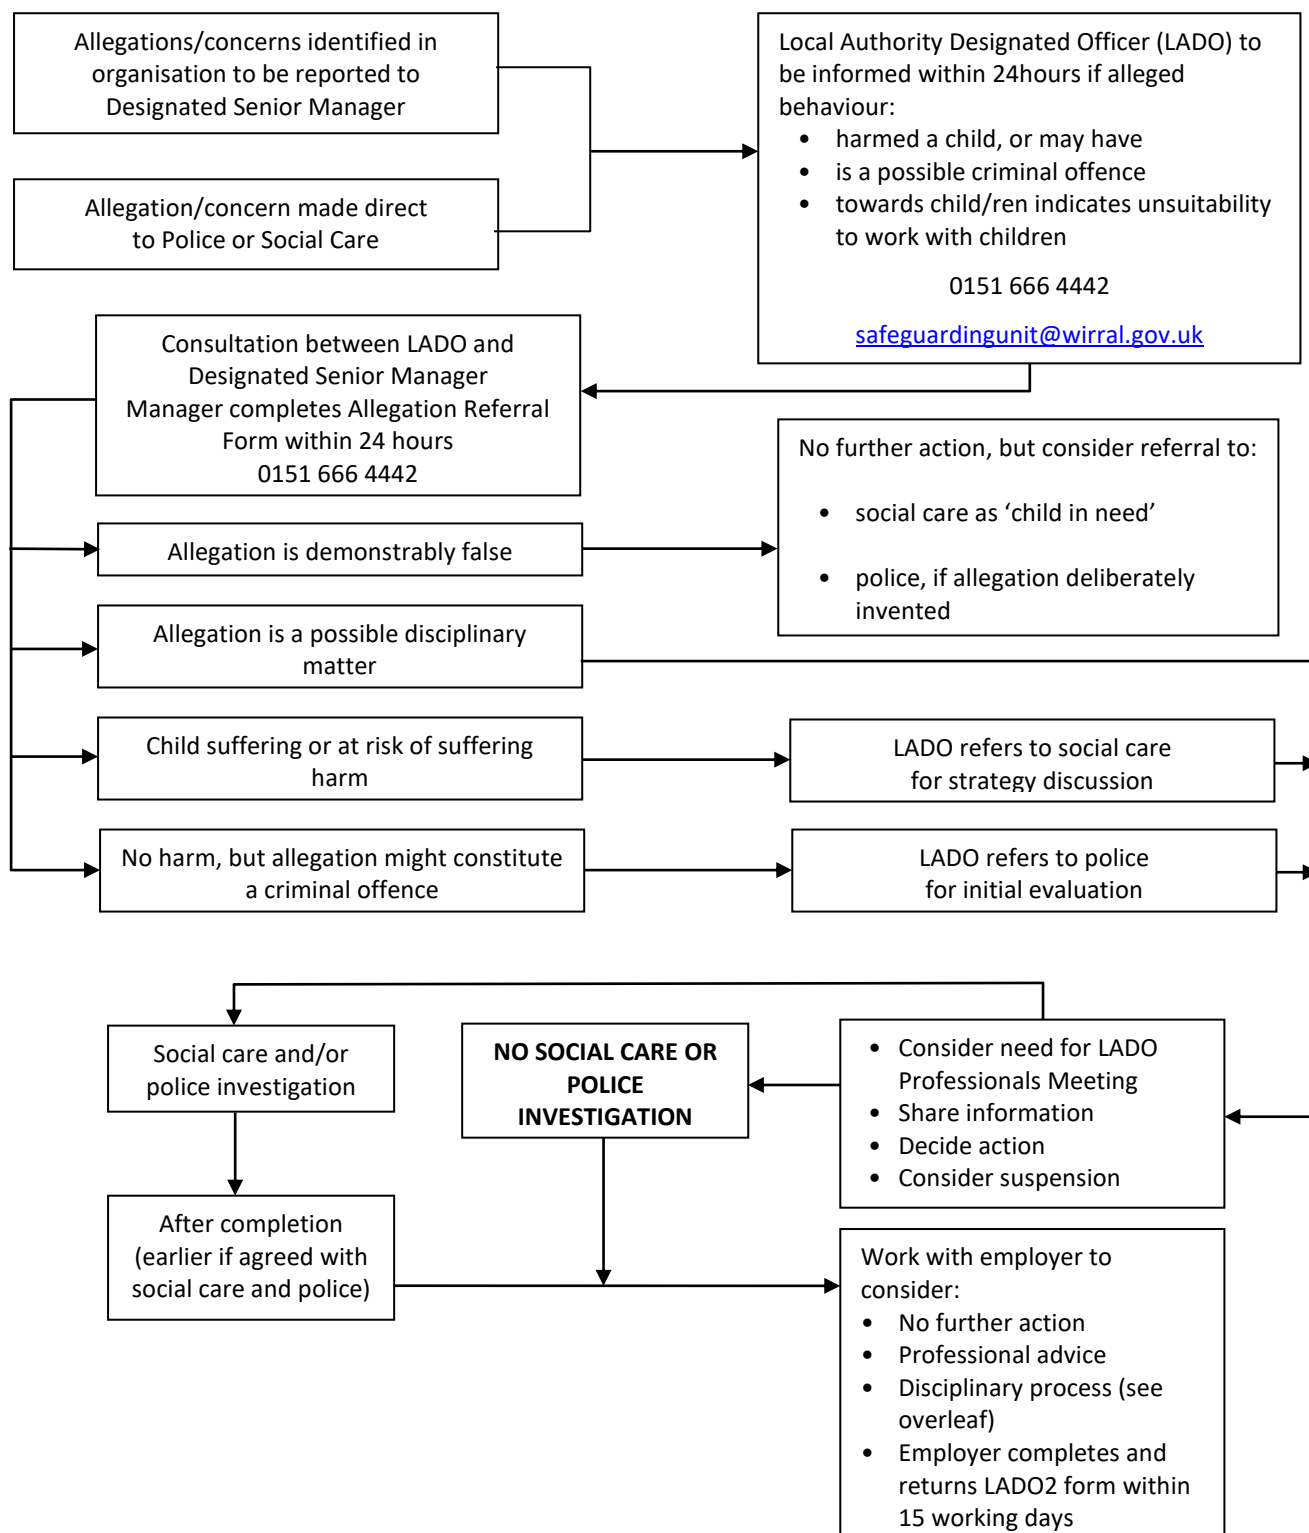 Allegations/concerns identified in
organisation to be reported to
Designated Senior Manager
Allegation/concern made direct
to Police or Social Care
Local Authority Designated Officer (LADO) to
be informed within 24hours if alleged
behaviour:
• harmed a child, or may have
• is a possible criminal offence
• towards child/ren indicates unsuitability
to work with children
0151 666 4442
safeguardingunit@wirral.gov.uk
Consultation between LADO and
Designated Senior Manager
Manager completes Allegation Referral
Form within 24 hours
0151 666 4442
No further action, but consider referral to:
• social care as ‘child in need’
• police, if allegation deliberately
invented
Allegation is demonstrably false
Allegation is a possible disciplinary
matter
Child suffering or at risk of suffering
harm
LADO refers to social care
for strategy discussion
No harm, but allegation might constitute
a criminal offence
LADO refers to police
for initial evaluation
Social care and/or
police investigation
NO SOCIAL CARE OR
POLICE
INVESTIGATION
• Consider need for LADO
Professionals Meeting
• Share information
• Decide action
• Consider suspension
After completion
(earlier if agreed with
social care and police)
Work with employer to
consider:
• No further action
• Professional advice
• Disciplinary process (see
overleaf)
• Employer completes and
returns LADO2 form within
15 working days